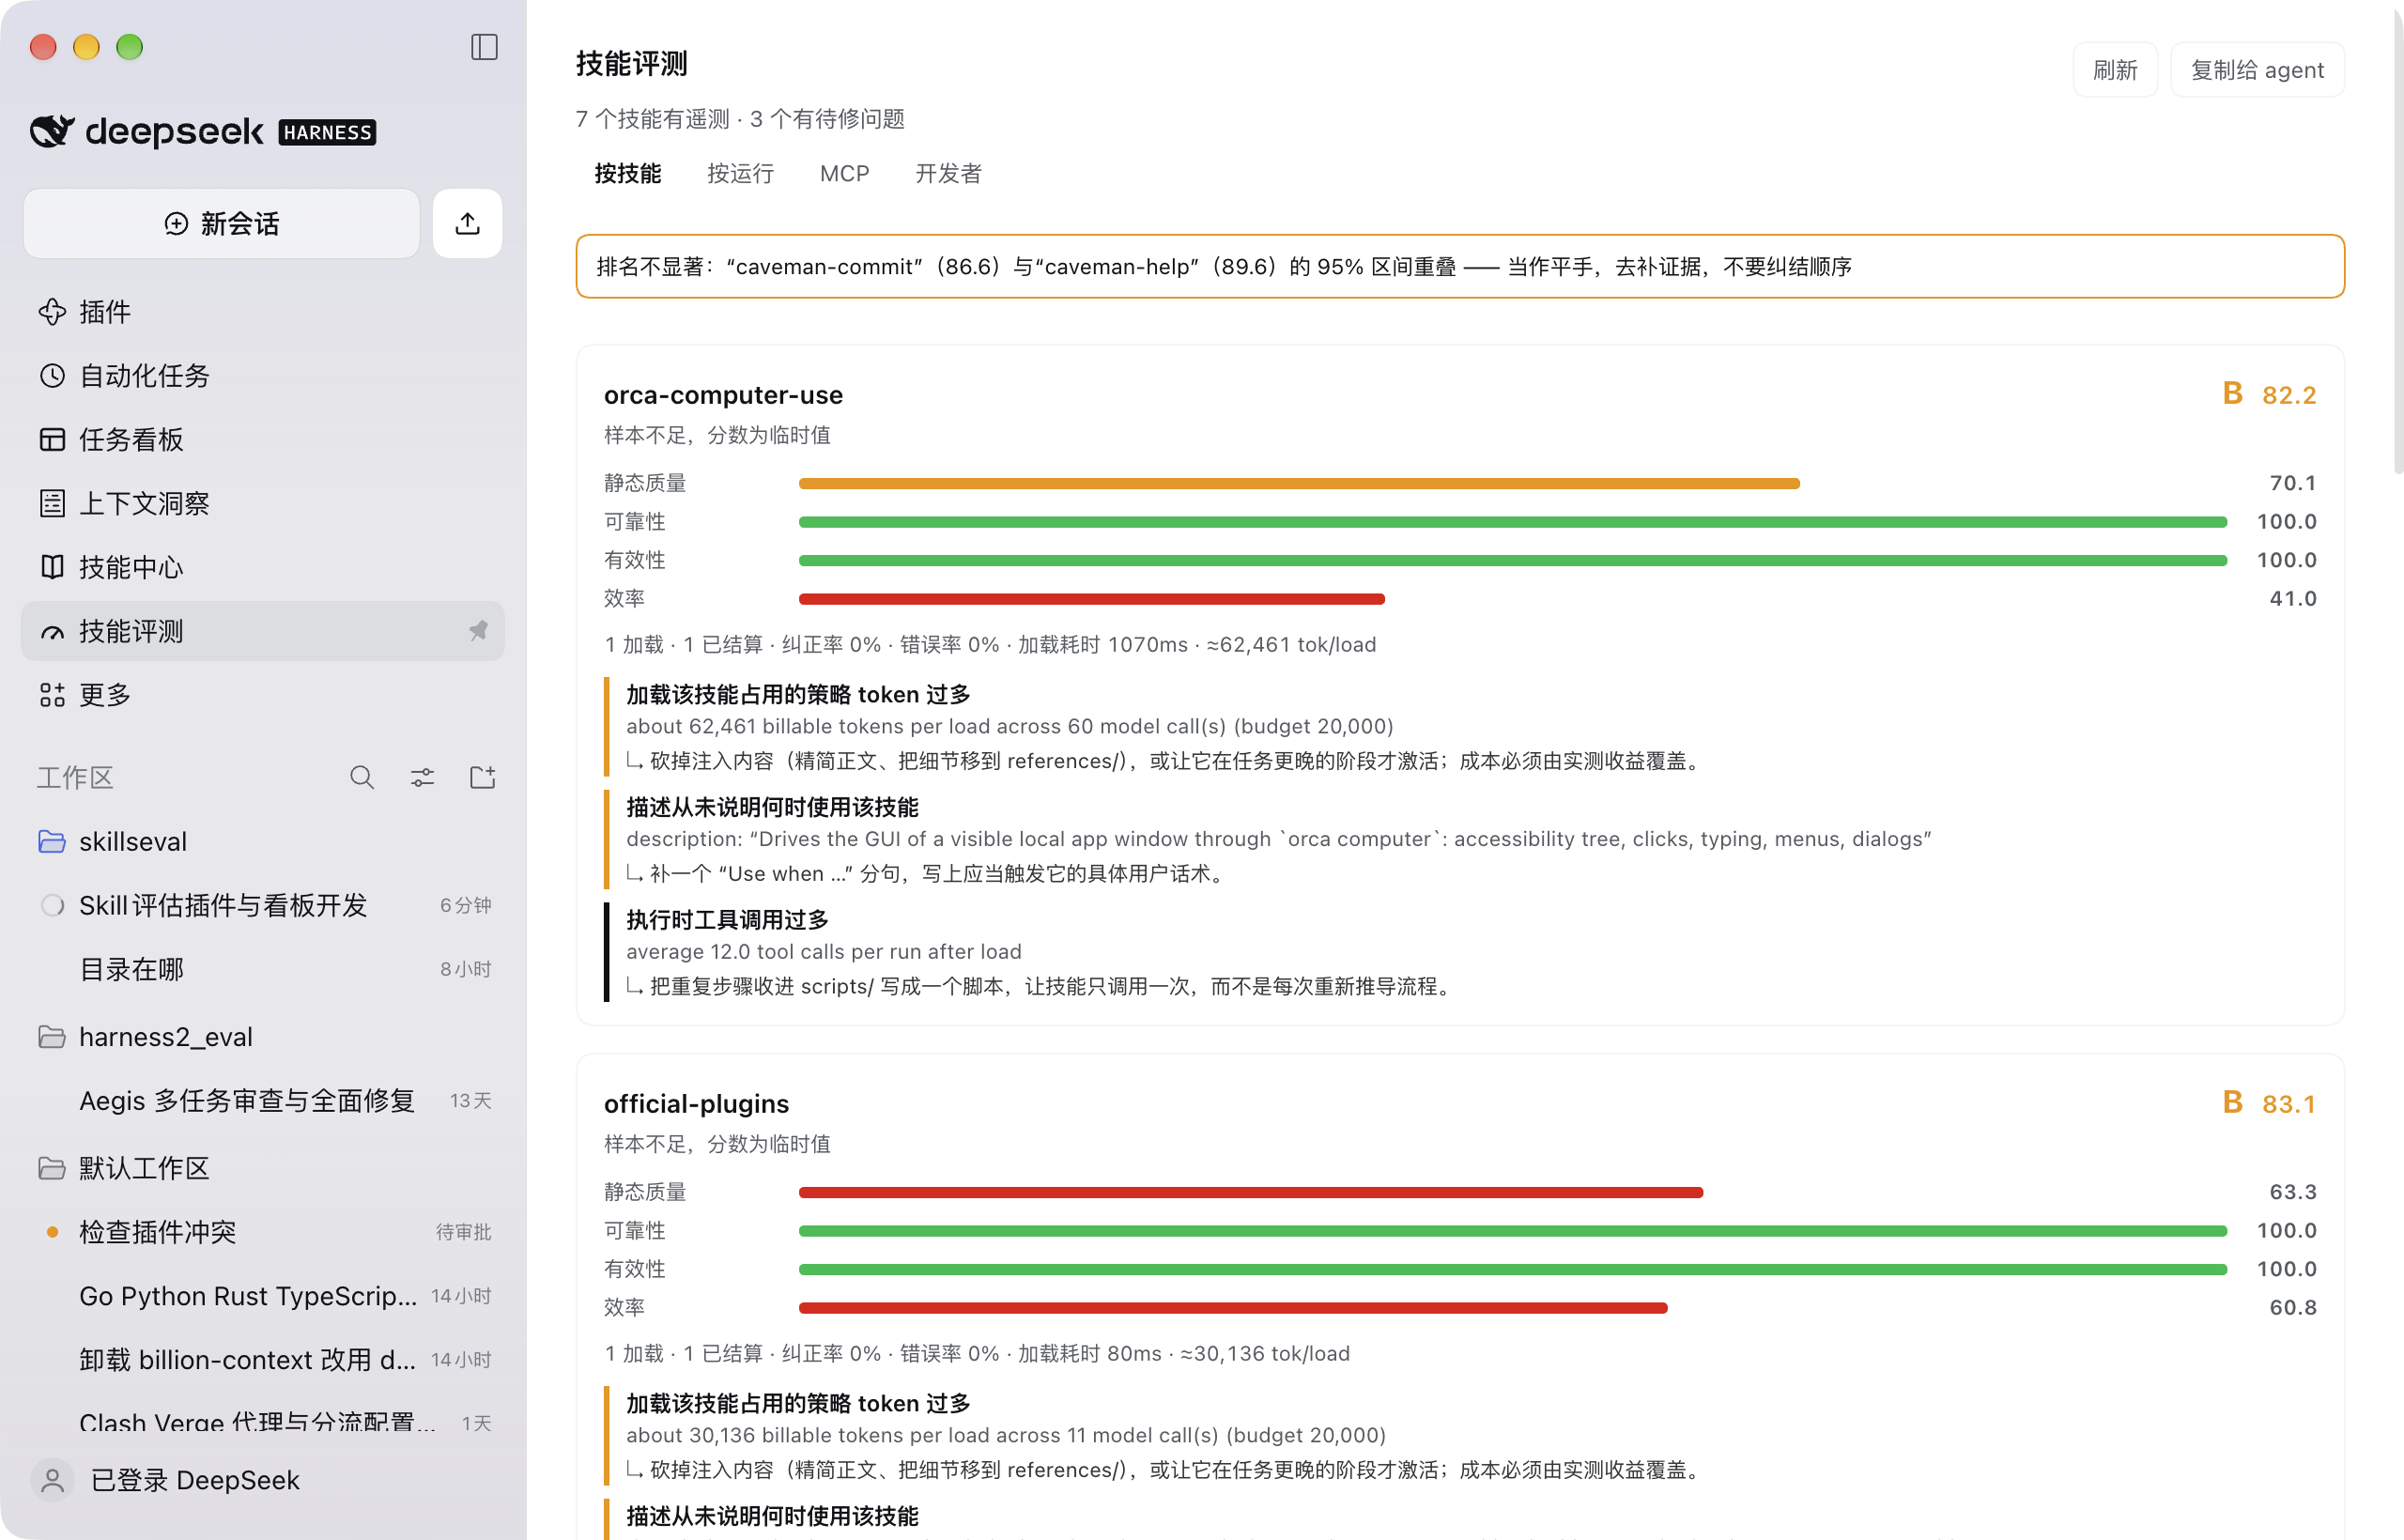 deepseek HARNESS
新会话
插件
自动化任务
任务看板
上下文洞察
技能中心
技能评测
更多
工作区
skillseval
Skill 评估插件与看板开发 6 分钟
目录在哪 8 小时
harness2_eval
Aegis 多任务审查与全面修复 13 天
默认工作区
检查插件冲突 待审批
Go Python Rust TypeScrip... 14 小时
卸载 billion-context 改用 d... 14 小时
Clash Verge 代理与分流配置... 1 天
已登录 DeepSeek
技能评测
刷新 复制给 agent
7 个技能有遥测 · 3 个有待修问题
按技能 按运行 MCP 开发者
排名不显著：“caveman-commit”（86.6）与“caveman-help”（89.6）的 95% 区间重叠 —— 当作平手，去补证据，不要纠结顺序
orca-computer-use B 82.2
样本不足，分数为临时值
静态质量 70.1
可靠性 100.0
有效性 100.0
效率 41.0
1 加载 · 1 已结算 · 纠正率 0% · 错误率 0% · 加载耗时 1070ms · ≈62,461 tok/load
加载该技能占用的策略 token 过多
about 62,461 billable tokens per load across 60 model call(s) (budget 20,000)
砍掉注入内容（精简正文、把细节移到 references/），或让它在任务更晚的阶段才激活；成本必须由实测收益覆盖。
描述从未说明何时使用该技能
description: “Drives the GUI of a visible local app window through `orca computer`: accessibility tree, clicks, typing, menus, dialogs”
补一个 “Use when ...” 分句，写上应当触发它的具体用户话术。
执行时工具调用过多
average 12.0 tool calls per run after load
把重复步骤收进 scripts/ 写成一个脚本，让技能只调用一次，而不是每次重新推导流程。
official-plugins B 83.1
样本不足，分数为临时值
静态质量 63.3
可靠性 100.0
有效性 100.0
效率 60.8
1 加载 · 1 已结算 · 纠正率 0% · 错误率 0% · 加载耗时 80ms · ≈30,136 tok/load
加载该技能占用的策略 token 过多
about 30,136 billable tokens per load across 11 model call(s) (budget 20,000)
砍掉注入内容（精简正文、把细节移到 references/），或让它在任务更晚的阶段才激活；成本必须由实测收益覆盖。
描述从未说明何时使用该技能